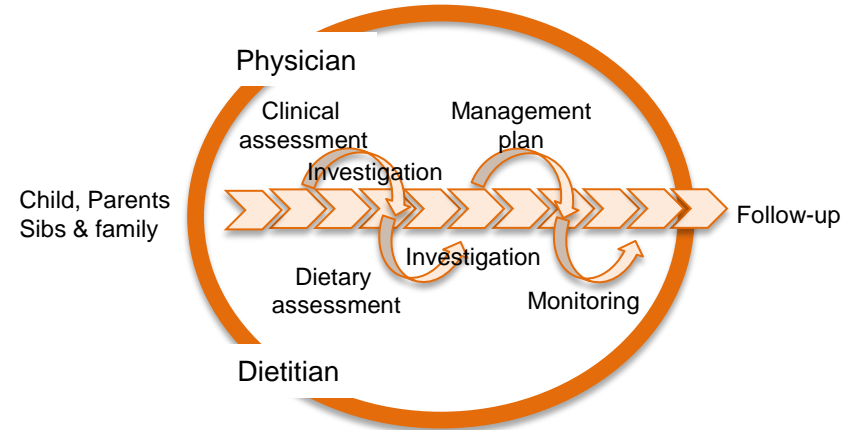 Physician
Clinical
assessment
Management
plan
Investigation
Child, Parents
Sibs & family
Follow-up
Investigation
Dietary
assessment
Monitoring
Dietitian